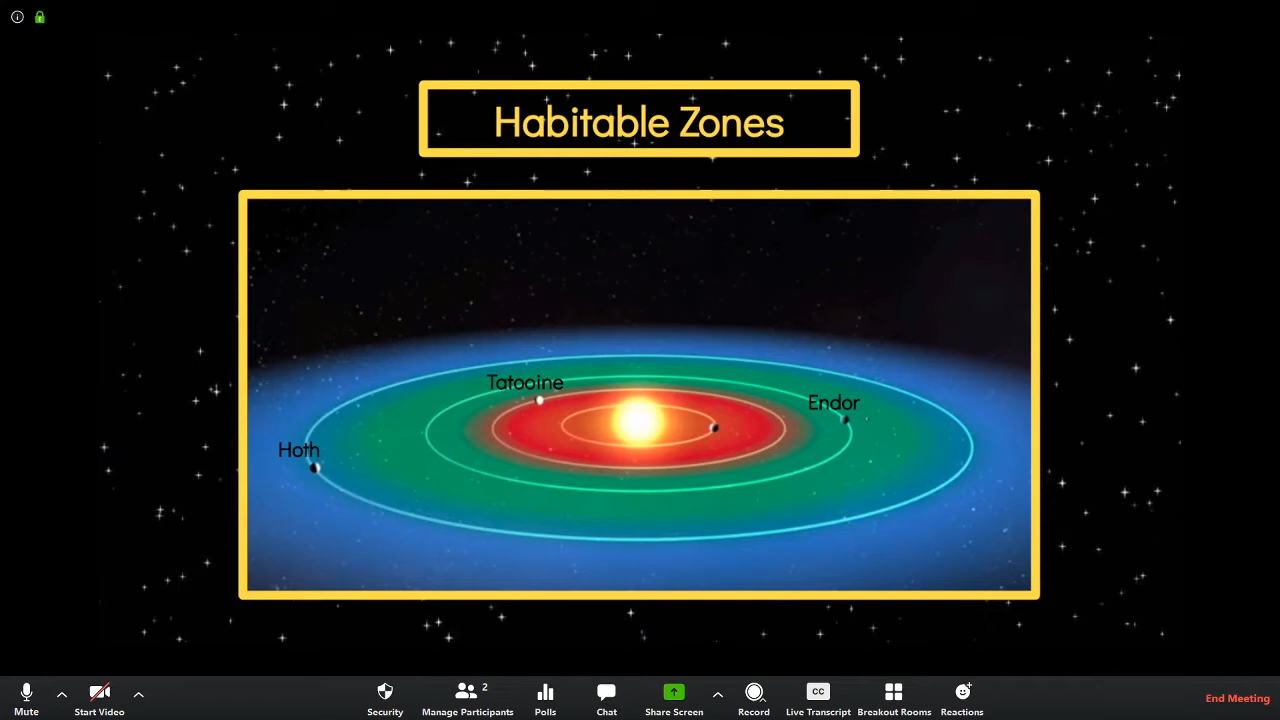 Habitable Zones
Tatooine
Endor
Hoth
2
CC
Mute
Start Video
Security
Manage Participants
Polls
Chat
Share Screen
Record
Live Transcript
Breakout Rooms
Reactions
End Meeting